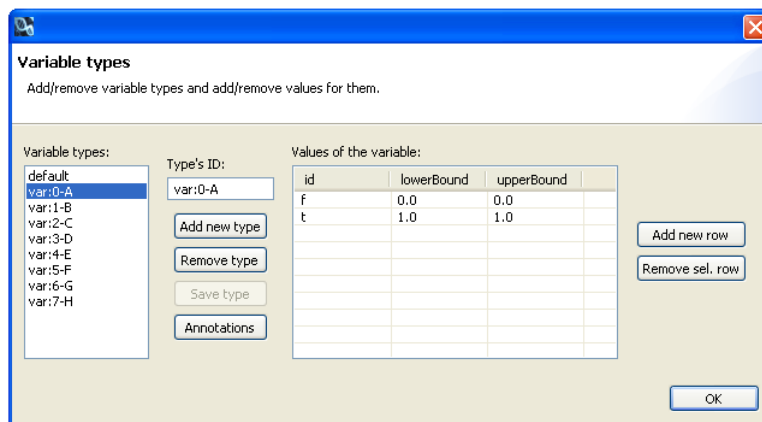 Variable types
Add/remove variable types and add/remove values for them.
Variable types:
default
var:0-A
var:1-B
var:2-C
var:3-D
var:4-E
var:5-F
var:6-G
var:7-H
Type's ID:
var:0-A
Add new type
Remove type
Save type
Annotations
Values of the variable:
id lowerBound upperBound
f 0.0 0.0
t 1.0 1.0
Add new row
Remove sel. row
OK